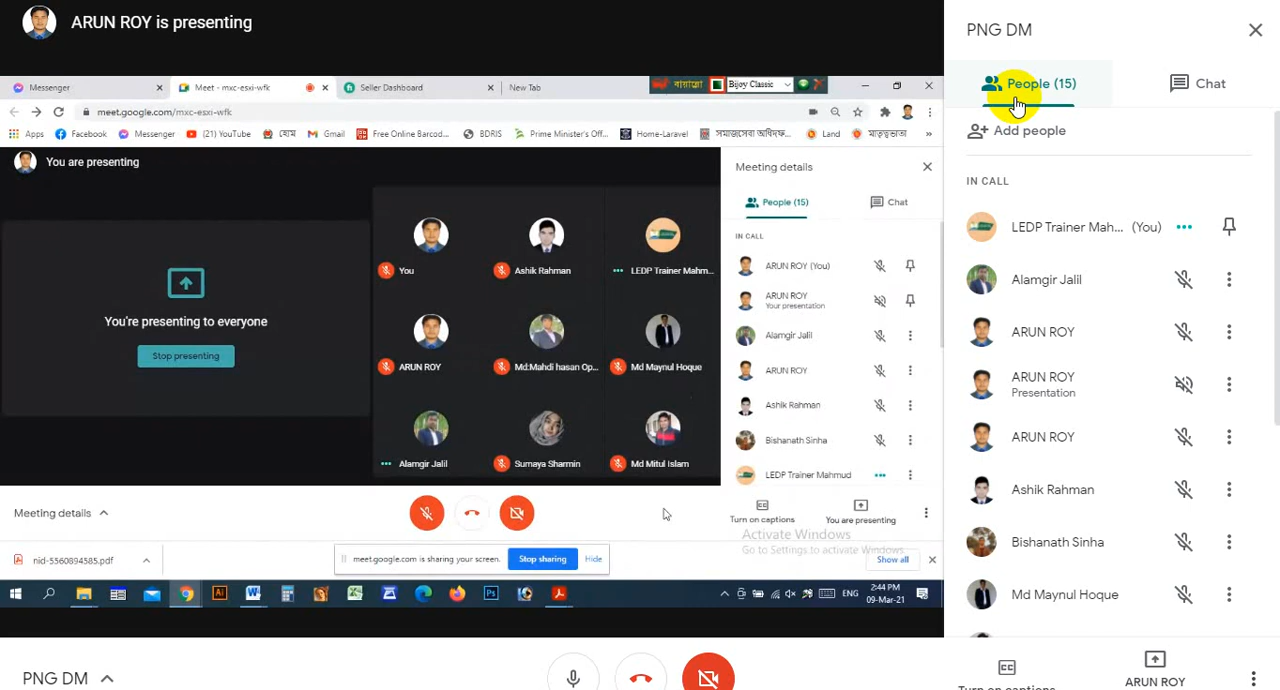 ARUN ROY is presenting
Messenger
Meet - mxc-esxi-wfk
Seller Dashboard
New Tab
বায়ান্নো
Bijoy Classic
meet.google.com/mxc-esxi-wfk
Apps
Facebook
Messenger
(21) YouTube
হোম
Gmail
Free Online Barcod...
BDRIS
Prime Minister's Off...
Home-Laravel
সমাজসেবা অধিদফ...
Land
মাতৃত্বভাতা
»
You are presenting
You're presenting to everyone
Stop presenting
You
Ashik Rahman
LEDP Trainer Mahm...
ARUN ROY
Md:Mahdi hasan Op...
Md Maynul Hoque
Alamgir Jalil
Sumaya Sharmin
Md Mitul Islam
Meeting details
People (15)
Chat
IN CALL
ARUN ROY (You)
ARUN ROY
Your presentation
Alamgir Jalil
ARUN ROY
Ashik Rahman
Bishanath Sinha
LEDP Trainer Mahmud
Meeting details
Turn on captions
You are presenting
Activate Windows
Go to Settings to activate Windows.
nid-5560894585.pdf
meet.google.com is sharing your screen.
Stop sharing
Hide
Show all
ENG
2:44 PM
09-Mar-21
PNG DM
PNG DM
People (15)
Chat
Add people
IN CALL
LEDP Trainer Mah... (You)
Alamgir Jalil
ARUN ROY
ARUN ROY
Presentation
ARUN ROY
Ashik Rahman
Bishanath Sinha
Md Maynul Hoque
Turn on captions
ARUN ROY